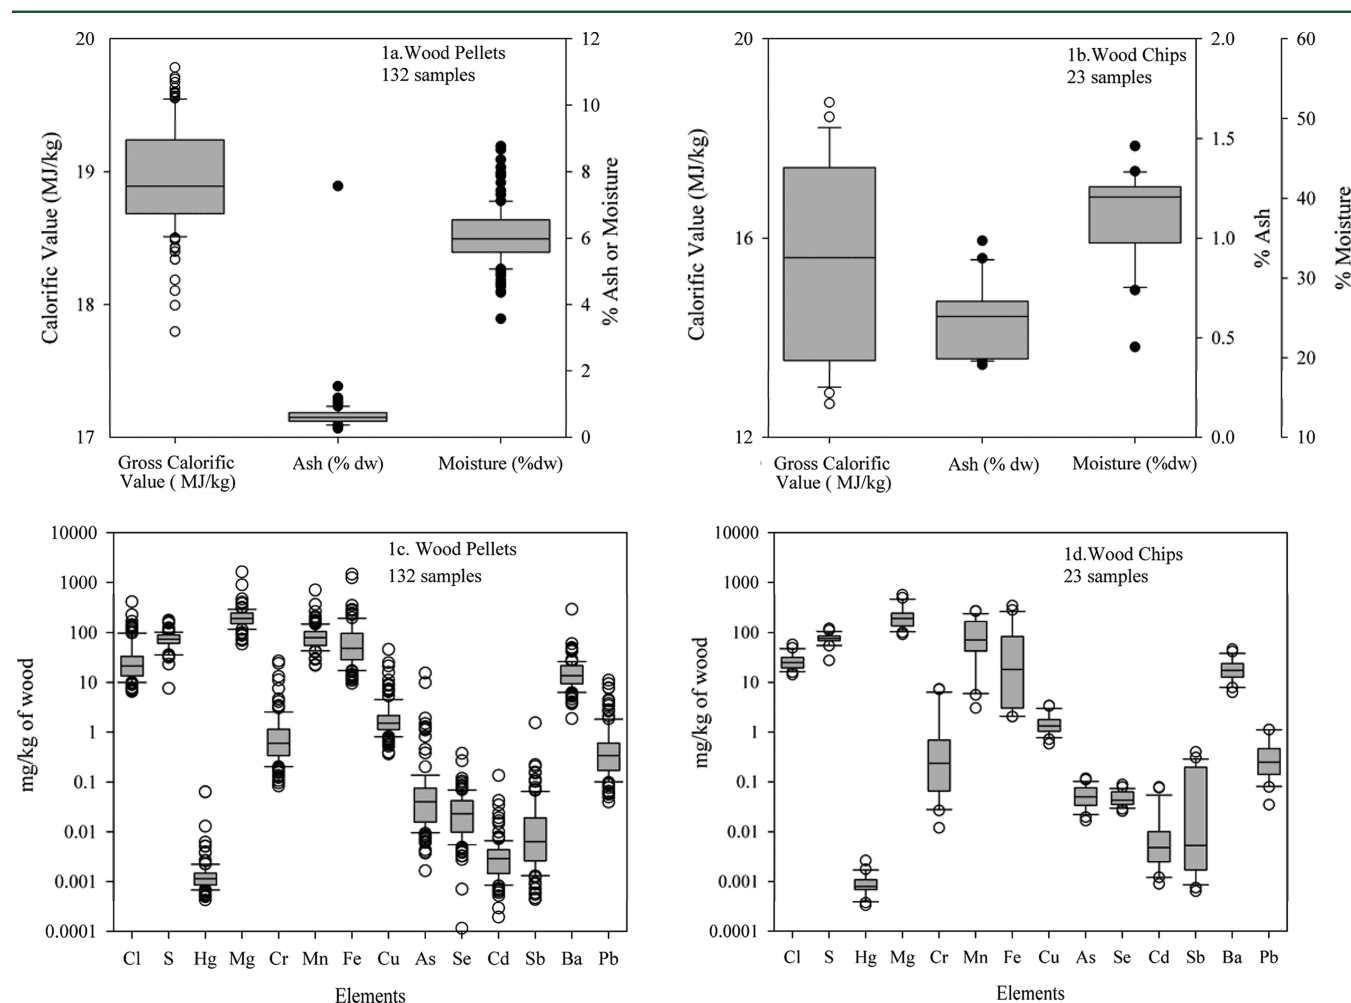 1a.Wood Pellets
132 samples
20
19
18
17
Calorific Value (MJ/kg)
12
10
8
6
4
2
0
% Ash or Moisture
Gross Calorific
Value ( MJ/kg)
Ash (% dw)
Moisture (%dw)
1b.Wood Chips
23 samples
20
16
12
Calorific Value (MJ/kg)
2.0
1.5
1.0
0.5
0.0
% Ash
60
50
40
30
20
10
% Moisture
Gross Calorific
Value ( MJ/kg)
Ash (% dw)
Moisture (%dw)
1c. Wood Pellets
132 samples
10000
1000
100
10
1
0.1
0.01
0.001
0.0001
mg/kg of wood
Cl S Hg Mg Cr Mn Fe Cu As Se Cd Sb Ba Pb
Elements
1d.Wood Chips
23 samples
10000
1000
100
10
1
0.1
0.01
0.001
0.0001
mg/kg of wood
Cl S Hg Mg Cr Mn Fe Cu As Se Cd Sb Ba Pb
Elements